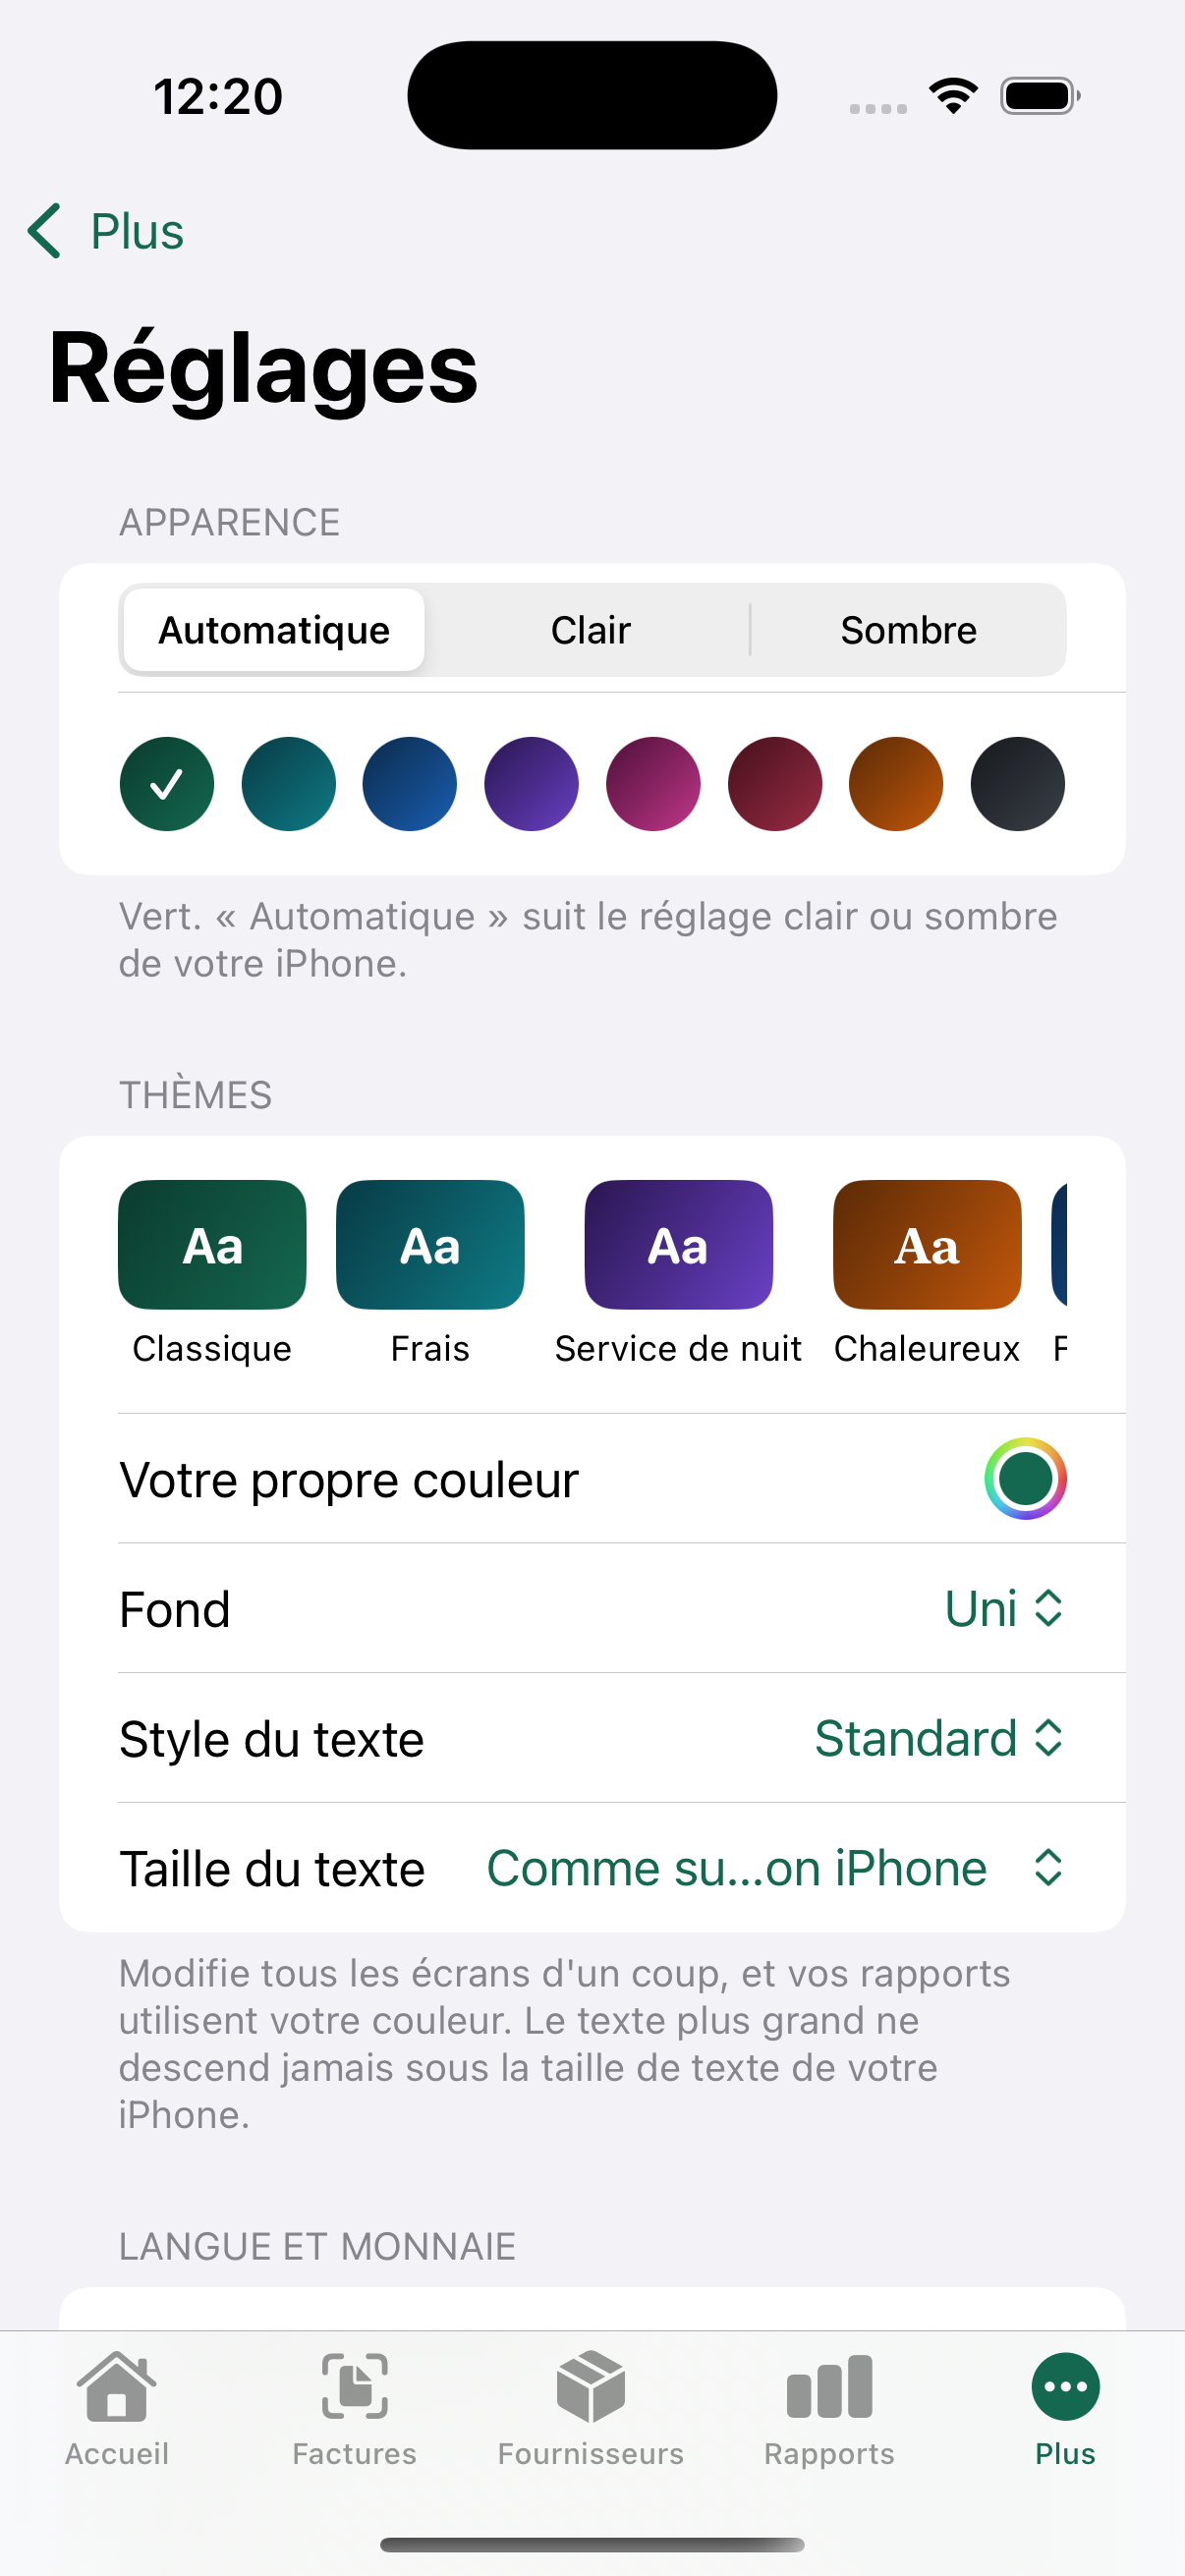 12:20
Plus
Réglages
APPARENCE
Automatique Clair Sombre
Vert. « Automatique » suit le réglage clair ou sombre
de votre iPhone.
THÈMES
Aa Aa Aa Aa
Classique Frais Service de nuit Chaleureux F
Votre propre couleur
Fond Uni
Style du texte Standard
Taille du texte Comme su...on iPhone
Modifie tous les écrans d'un coup, et vos rapports
utilisent votre couleur. Le texte plus grand ne
descend jamais sous la taille de texte de votre
iPhone.
LANGUE ET MONNAIE
Accueil Factures Fournisseurs Rapports Plus